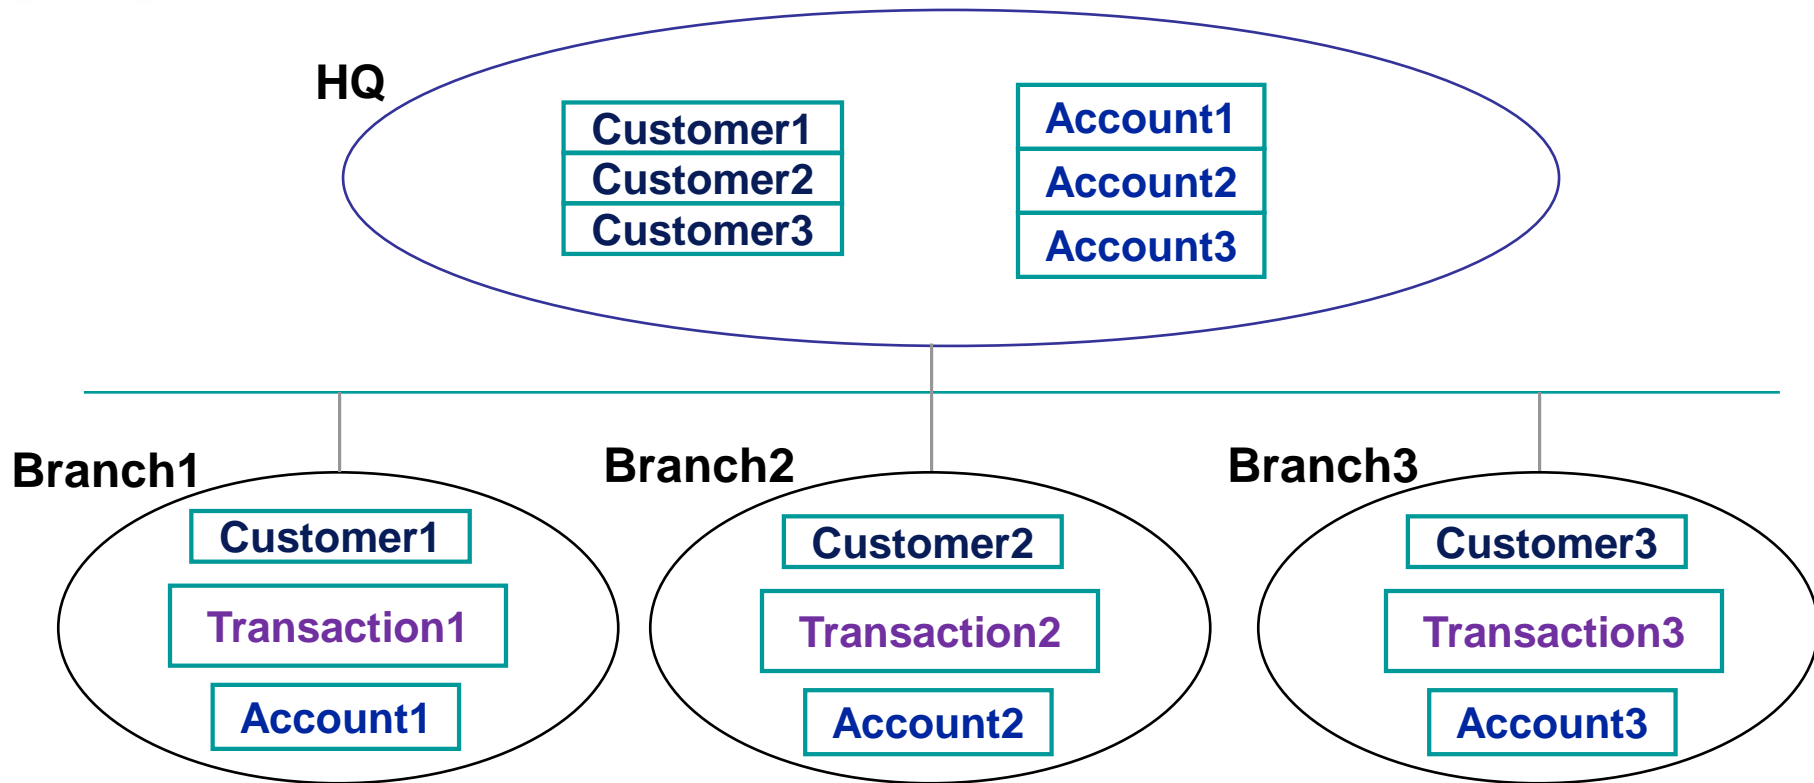 HQ
Customer1
Customer2
Customer3
Account1
Account2
Account3
Branch1
Customer1
Transaction1
Account1
Branch2
Customer2
Transaction2
Account2
Branch3
Customer3
Transaction3
Account3